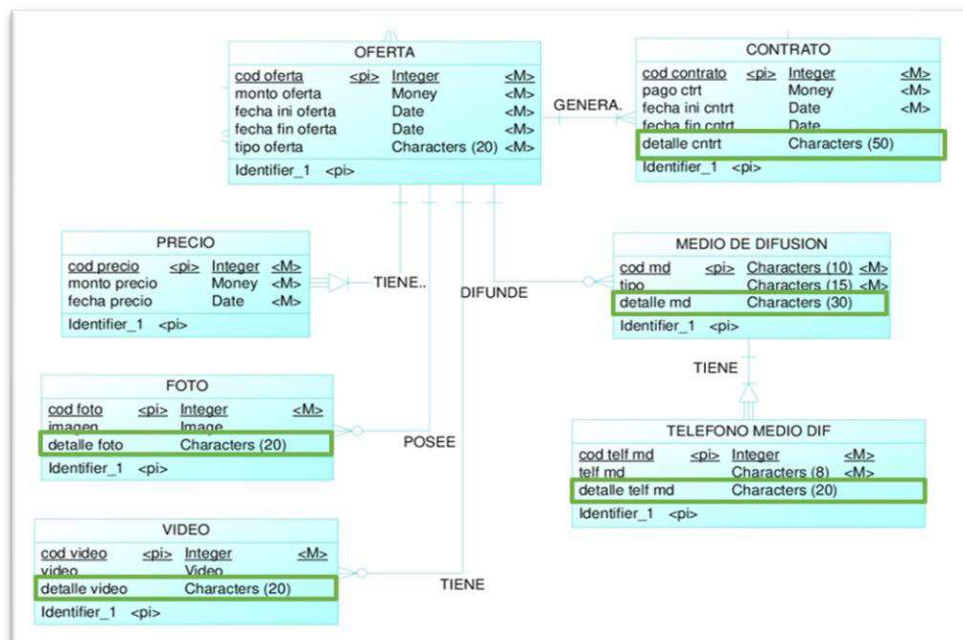 OFERTA
cod oferta <pi> Integer <M>
monto oferta Money <M>
fecha ini oferta Date <M>
fecha fin oferta Date <M>
tipo oferta Characters (20) <M>
Identifier_1 <pi>
GENERA.
CONTRATO
cod contrato <pi> Integer <M>
pago ctrt Money <M>
fecha ini cntrt Date <M>
fecha fin cntrt Date
detalle cntrt Characters (50)
Identifier_1 <pi>
PRECIO
cod precio <pi> Integer <M>
monto precio Money <M>
fecha precio Date <M>
Identifier_1 <pi>
TIENE..
DIFUNDE
MEDIO DE DIFUSION
cod md <pi> Characters (10) <M>
tipo Characters (15) <M>
detalle md Characters (30)
Identifier_1 <pi>
TIENE
FOTO
cod foto <pi> Integer <M>
imagen Image
detalle foto Characters (20)
Identifier_1 <pi>
POSEE
TELEFONO MEDIO DIF
cod telf md <pi> Integer <M>
telf md Characters (8) <M>
detalle telf md Characters (20)
Identifier_1 <pi>
VIDEO
cod video <pi> Integer <M>
video Video
detalle video Characters (20)
Identifier_1 <pi>
TIENE